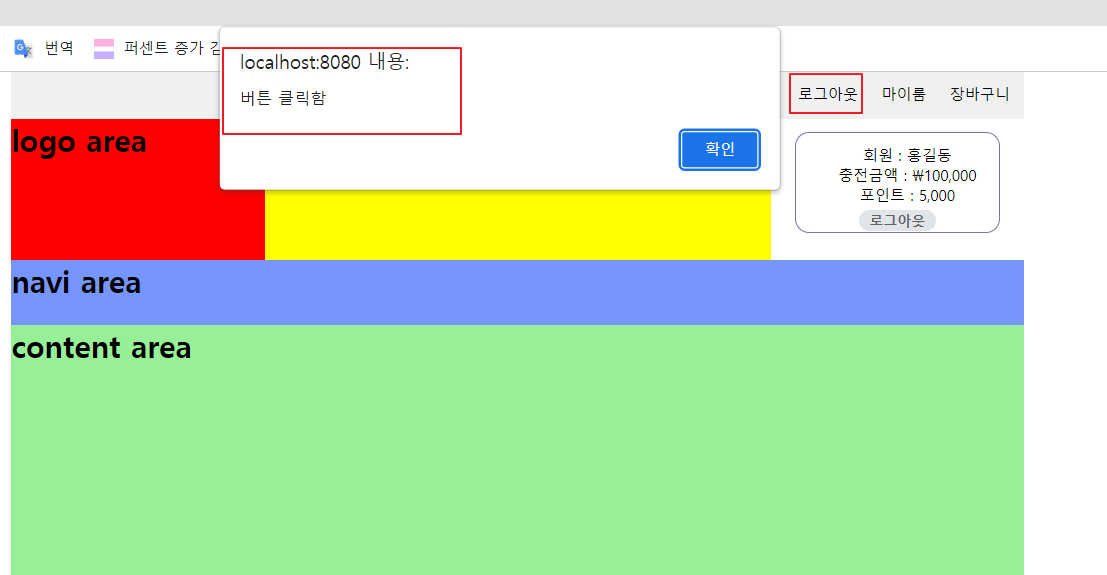 번역
퍼센트 증가 김
localhost:8080 내용:
버튼 클릭함
확인
로그아웃 마이룸 장바구니
logo area
회원 : 홍길동
충전금액 : ₩100,000
포인트 : 5,000
로그아웃
navi area
content area